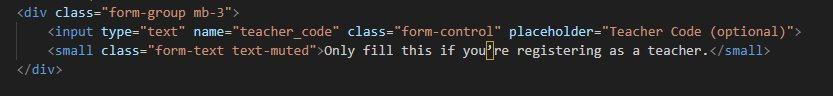 <div class="form-group mb-3">
<input type="text" name="teacher_code" class="form-control" placeholder="Teacher Code (optional)">
<small class="form-text text-muted">Only fill this if you’re registering as a teacher.</small>
</div>